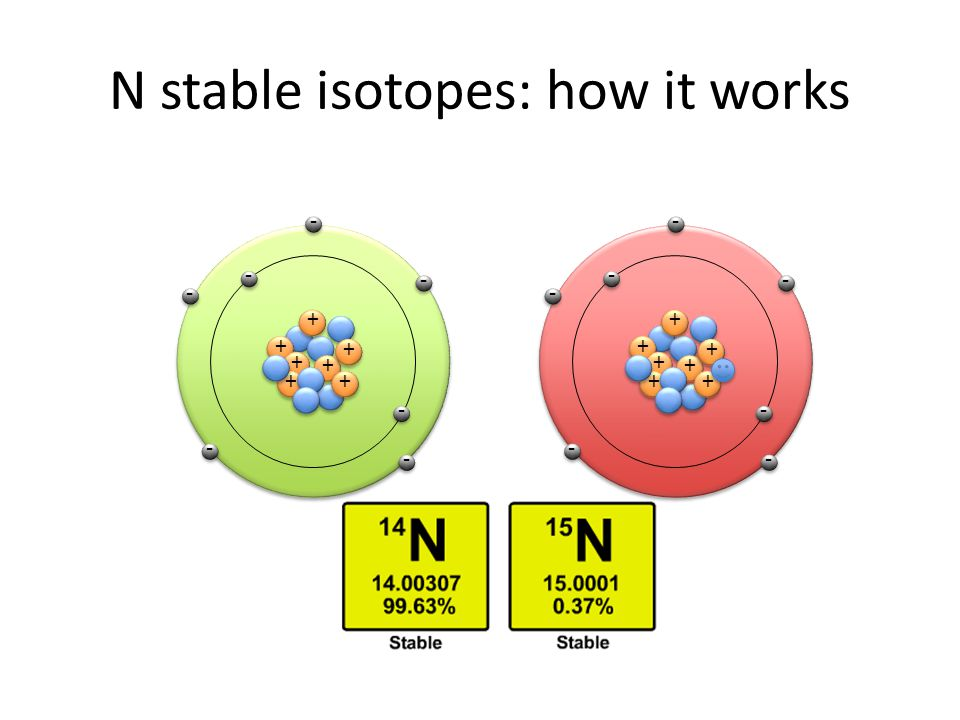 N stable isotopes: how it works
- -
- - - -
- - - -
+ +
+ + + +
+ + + +
+ + + +
- -
- - - -
14N 15N
14.00307 15.0001
99.63% 0.37%
Stable Stable